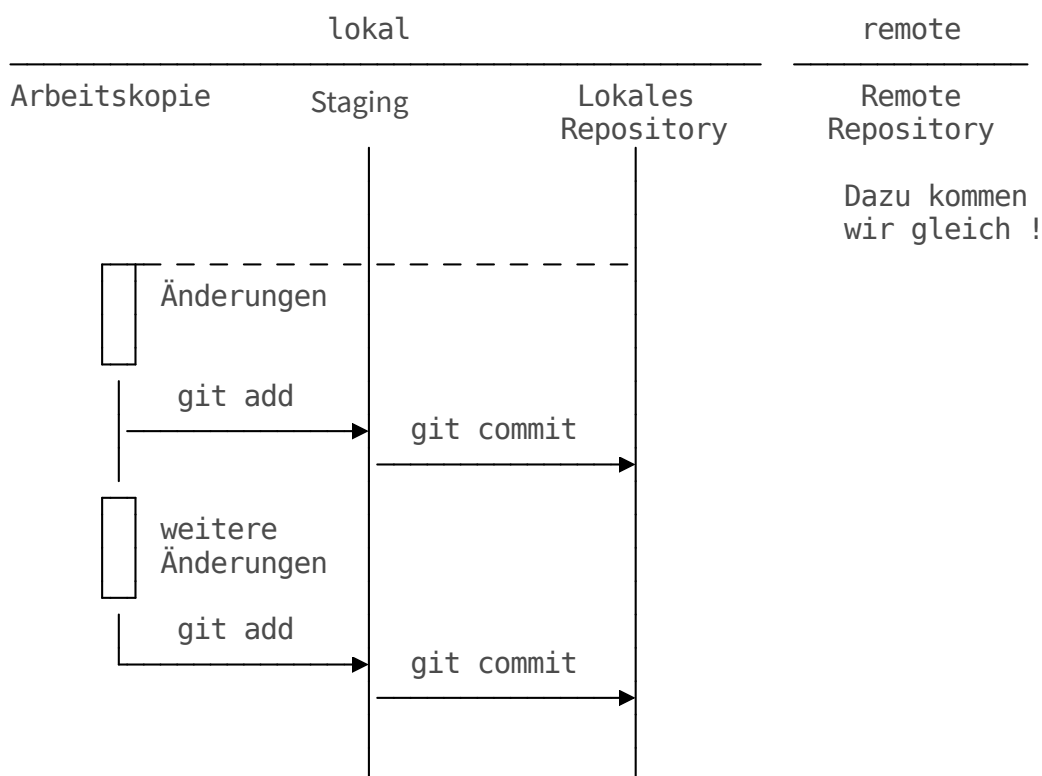 lokal
remote
Arbeitskopie
Staging
Lokales
Repository
Remote
Repository
Dazu kommen
wir gleich !
Änderungen
git add
git commit
weitere
Änderungen
git add
git commit